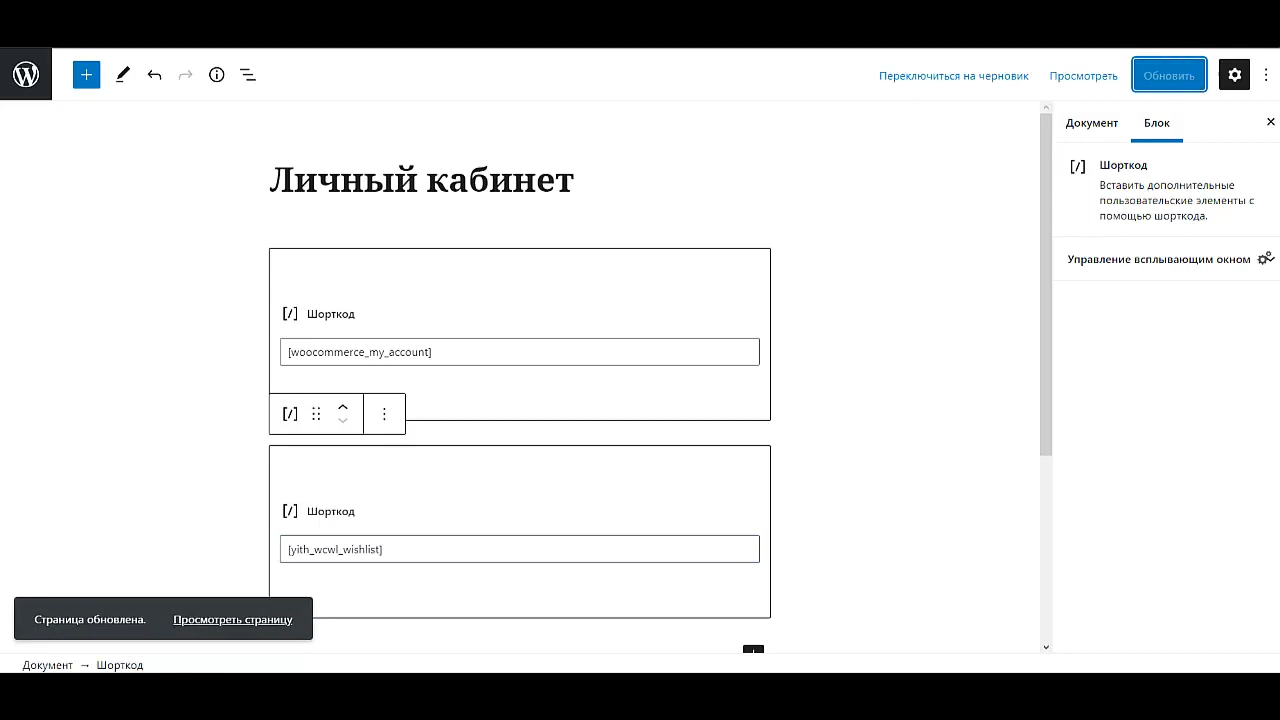 Переключиться на черновик
Просмотреть
Обновить
Документ
Блок
Шорткод
Вставить дополнительные
пользовательские элементы с
помощью шорткода.
Управление всплывающим окном
Личный кабинет
[/] Шорткод
[woocommerce_my_account]
[/]
[/] Шорткод
[yith_wcwl_wishlist]
Страница обновлена. Просмотреть страницу
Документ → Шорткод